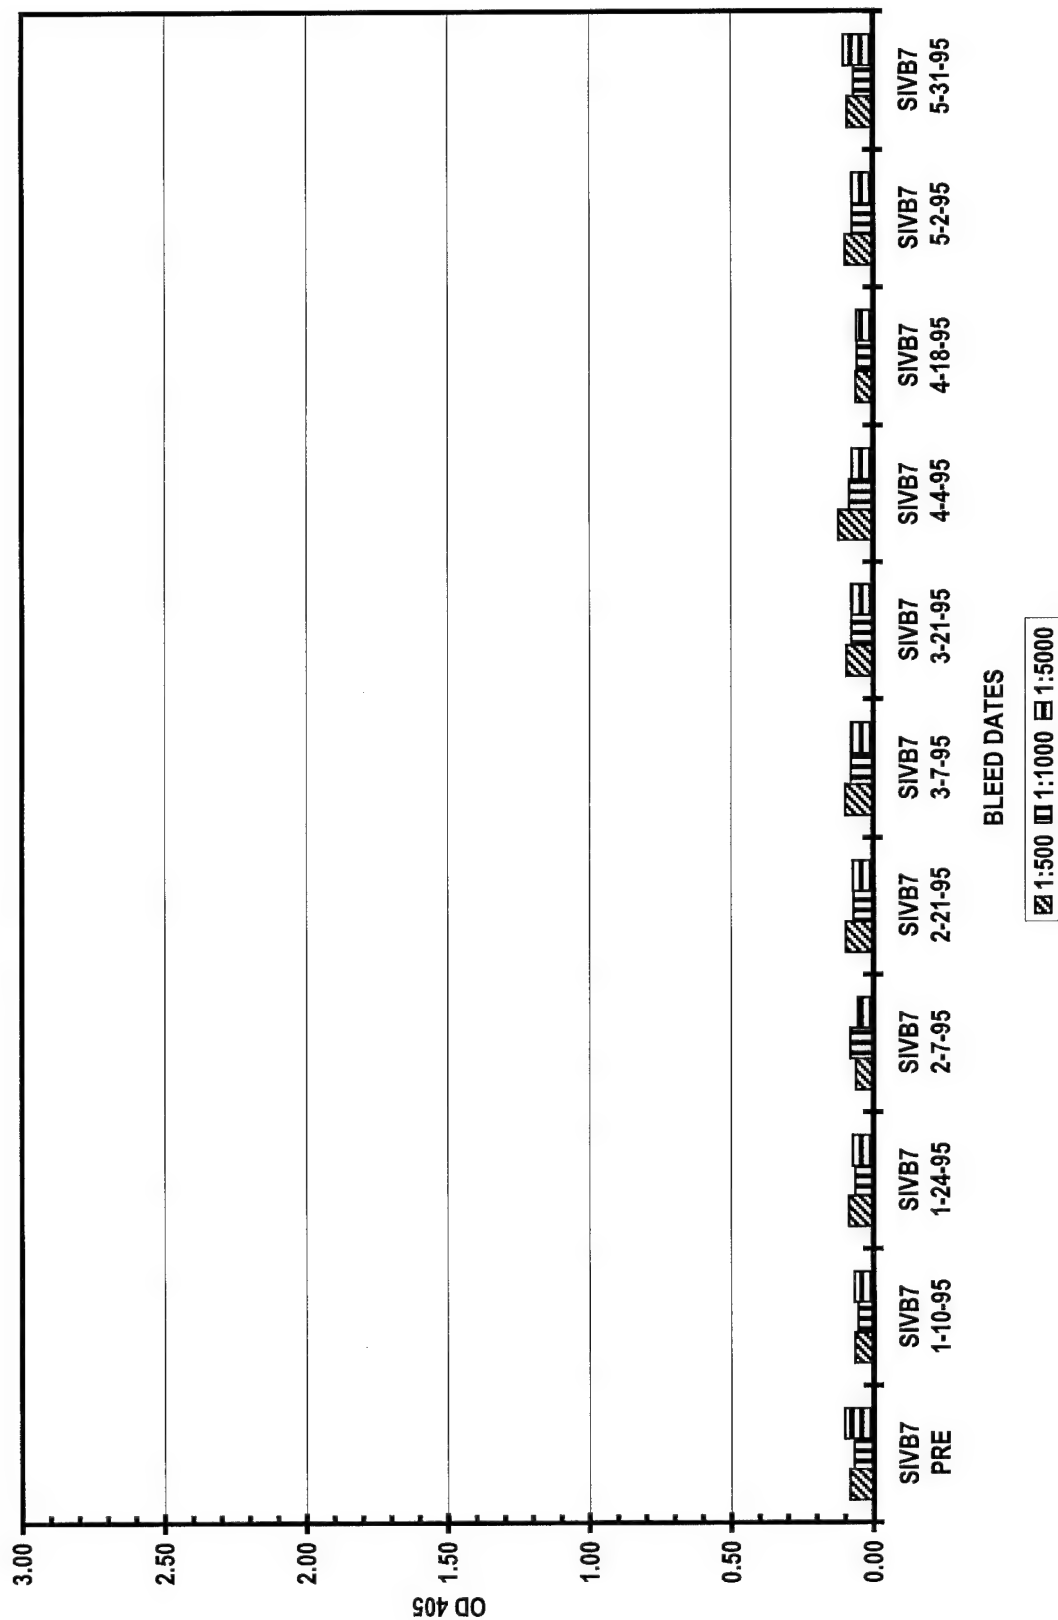 3.00
2.50
2.00
1.50
1.00
0.50
0.00
OD 405
SIVB7 PRE
SIVB7 1-10-95
SIVB7 1-24-95
SIVB7 2-7-95
SIVB7 2-21-95
SIVB7 3-7-95
SIVB7 3-21-95
SIVB7 4-4-95
SIVB7 4-18-95
SIVB7 5-2-95
SIVB7 5-31-95
BLEED DATES
1:500 1:1000 1:5000